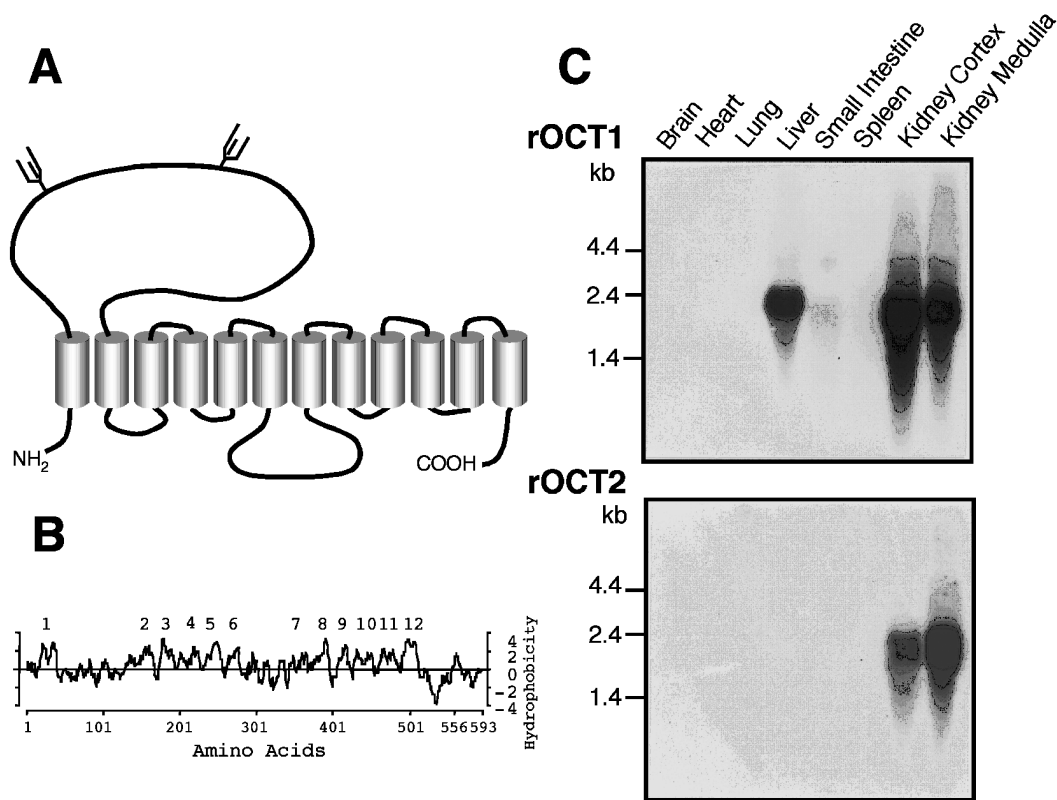 A
NH2
COOH
B
1 2 3 4 5 6 7 8 9 10 11 12
4
2
0
-2
-4
Hydrophobicity
1 101 201 301 401 501 556 593
Amino Acids
C
Brain
Heart
Lung
Liver
Small Intestine
Spleen
Kidney Cortex
Kidney Medulla
rOCT1
kb
4.4
2.4
1.4
rOCT2
kb
4.4
2.4
1.4